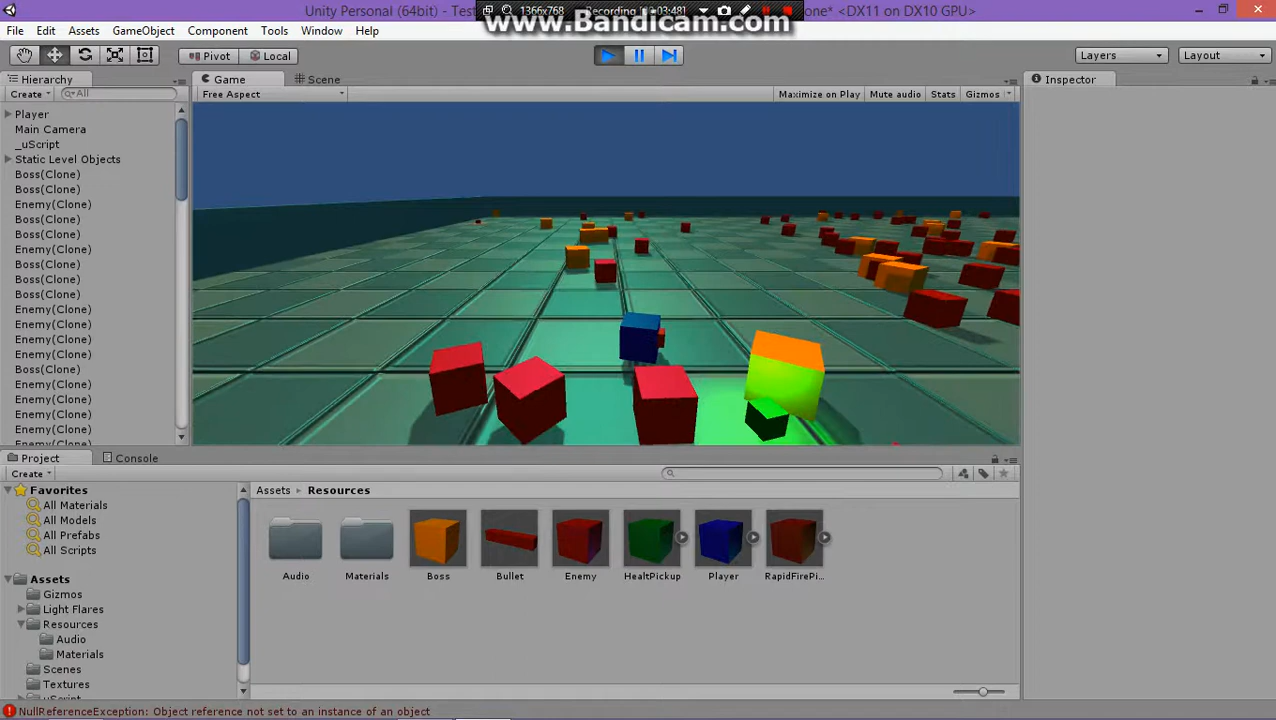 Unity Personal (64bit) - Tes
1366x768
Recording
www.Bandicam.com
one* <DX11 on DX10 GPU>
File Edit Assets GameObject Component Tools Window Help
Pivot Local Layers Layout
Hierarchy Game Scene Inspector
Create All Free Aspect Maximize on Play Mute audio Stats Gizmos
Player
Main Camera
_uScript
Static Level Objects
Boss(Clone)
Boss(Clone)
Enemy(Clone)
Boss(Clone)
Boss(Clone)
Enemy(Clone)
Boss(Clone)
Boss(Clone)
Boss(Clone)
Enemy(Clone)
Enemy(Clone)
Enemy(Clone)
Enemy(Clone)
Boss(Clone)
Enemy(Clone)
Enemy(Clone)
Enemy(Clone)
Enemy(Clone)
Enemy(Clone)
Project Console
Create
Favorites
All Materials
All Models
All Prefabs
All Scripts
Assets
Gizmos
Light Flares
Resources
Audio
Materials
Scenes
Textures
uScript
Assets Resources
Audio Materials Boss Bullet Enemy HealtPickup Player RapidFirePi...
NullReferenceException: Object reference not set to an instance of an object